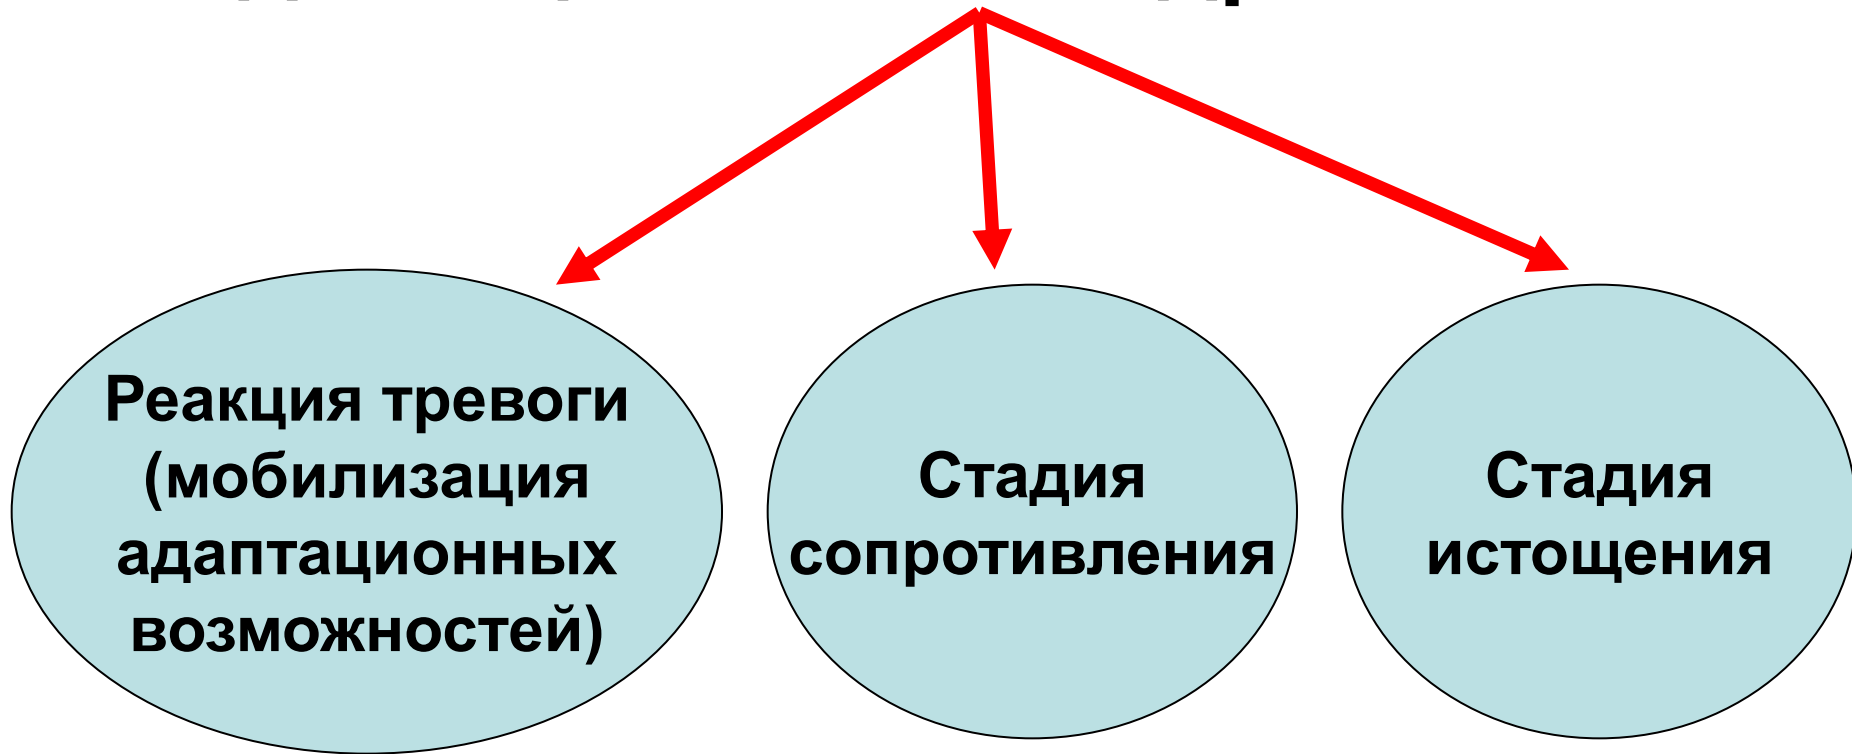 Реакция тревоги
(мобилизация
адаптационных
возможностей)
Стадия
сопротивления
Стадия
истощения